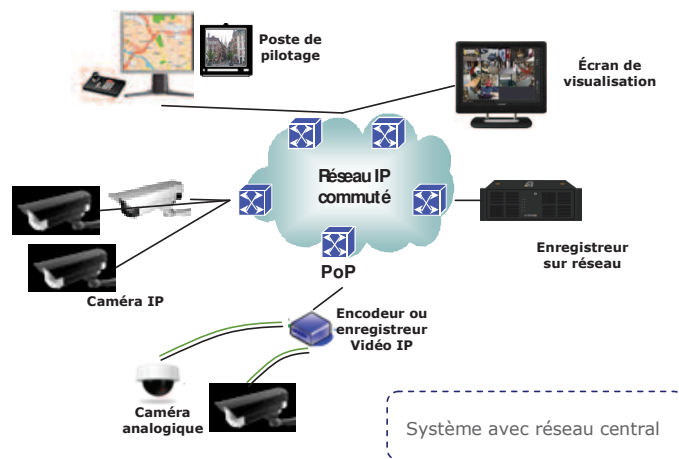 Poste de
pilotage
Écran de
visualisation
Réseau IP
commuté
PoP
Enregistreur
sur réseau
Caméra IP
Encodeur ou
enregistreur
Vidéo IP
Caméra
analogique
Système avec réseau central